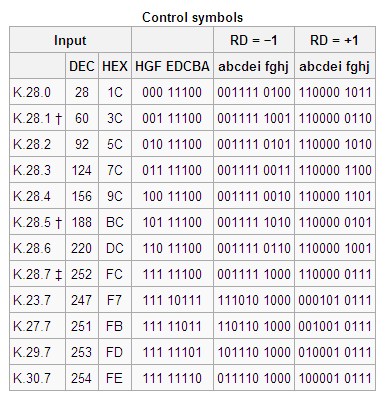 Control symbols
Input RD = −1 RD = +1
DEC HEX HGF EDCBA abcdei fghj abcdei fghj
K.28.0 28 1C 000 11100 001111 0100 110000 1011
K.28.1 † 60 3C 001 11100 001111 1001 110000 0110
K.28.2 92 5C 010 11100 001111 0101 110000 1010
K.28.3 124 7C 011 11100 001111 0011 110000 1100
K.28.4 156 9C 100 11100 001111 0010 110000 1101
K.28.5 † 188 BC 101 11100 001111 1010 110000 0101
K.28.6 220 DC 110 11100 001111 0110 110000 1001
K.28.7 ‡ 252 FC 111 11100 001111 1000 110000 0111
K.23.7 247 F7 111 10111 111010 1000 000101 0111
K.27.7 251 FB 111 11011 110110 1000 001001 0111
K.29.7 253 FD 111 11101 101110 1000 010001 0111
K.30.7 254 FE 111 11110 011110 1000 100001 0111